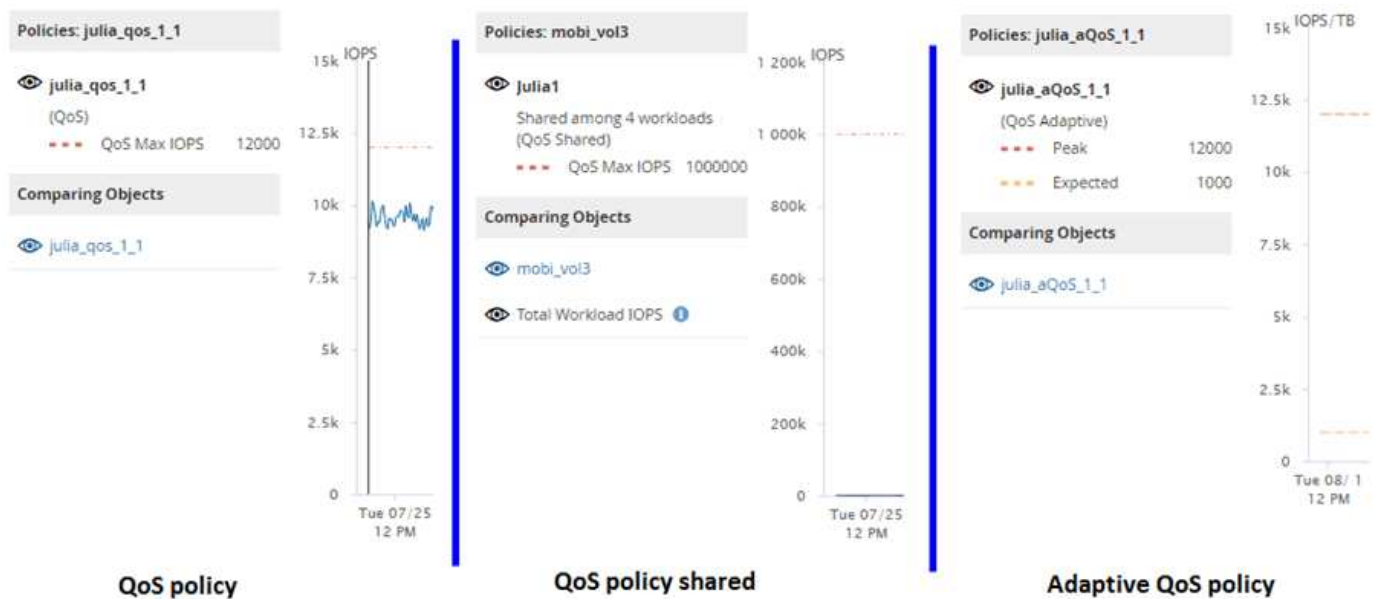 Policies: julia_qos_1_1
julia_qos_1_1
(QoS)
QoS Max IOPS 12000
Comparing Objects
julia_qos_1_1
IOPS
15k
12.5k
10k
7.5k
5k
2.5k
0
Tue 07/25
12 PM
QoS policy
Policies: mobi_vol3
Julia1
Shared among 4 workloads
(QoS Shared)
QoS Max IOPS 1000000
Comparing Objects
mobi_vol3
Total Workload IOPS i
IOPS
1 200k
1 000k
800k
600k
400k
200k
0
Tue 07/25
12 PM
QoS policy shared
Policies: julia_aQoS_1_1
julia_aQoS_1_1
(QoS Adaptive)
Peak 12000
Expected 1000
Comparing Objects
julia_aQoS_1_1
IOPS/TB
15k
12.5k
10k
7.5k
5k
2.5k
0
Tue 08/ 1
12 PM
Adaptive QoS policy